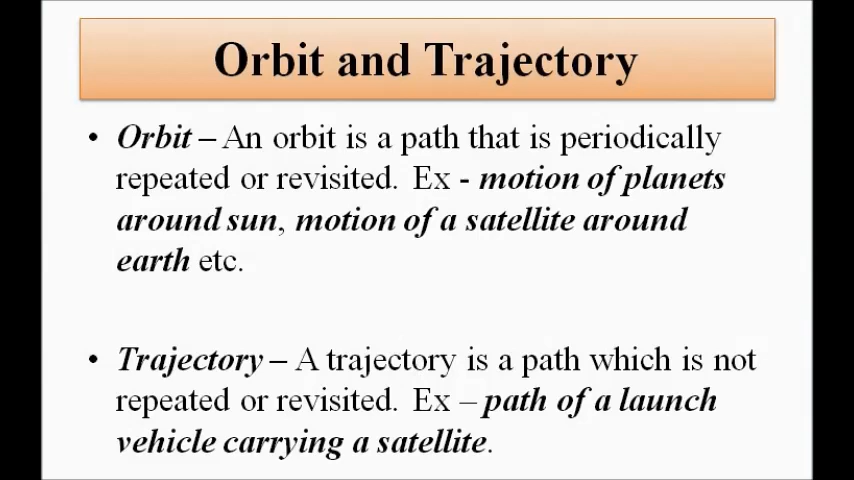 Orbit and Trajectory
• Orbit – An orbit is a path that is periodically
repeated or revisited. Ex - motion of planets
around sun, motion of a satellite around
earth etc.
• Trajectory – A trajectory is a path which is not
repeated or revisited. Ex – path of a launch
vehicle carrying a satellite.